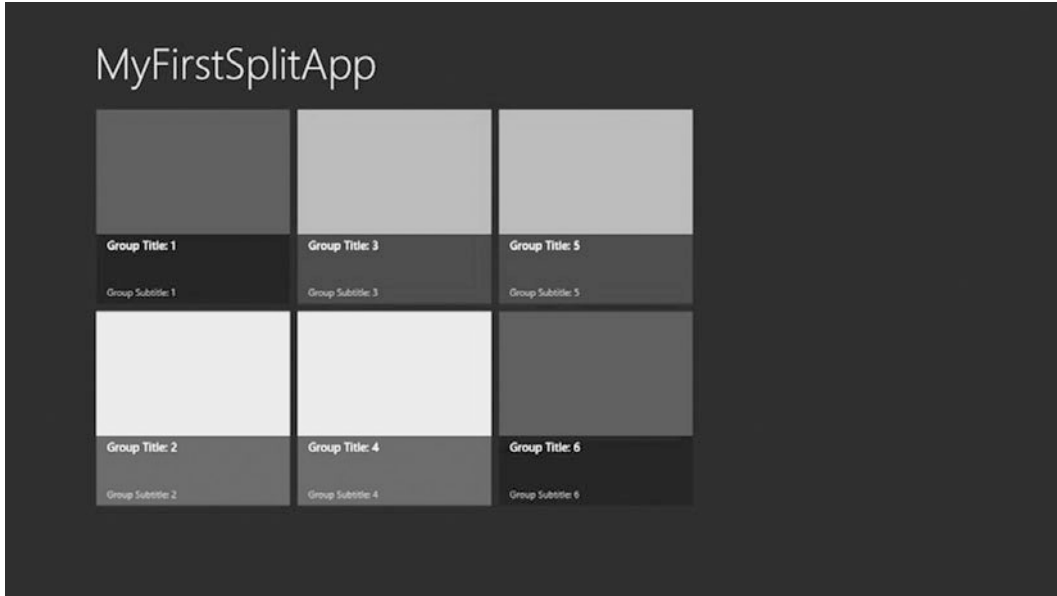 MyFirstSplitApp
Group Title: 1
Group Subtitle: 1
Group Title: 3
Group Subtitle: 3
Group Title: 5
Group Subtitle: 5
Group Title: 2
Group Subtitle: 2
Group Title: 4
Group Subtitle: 4
Group Title: 6
Group Subtitle: 6